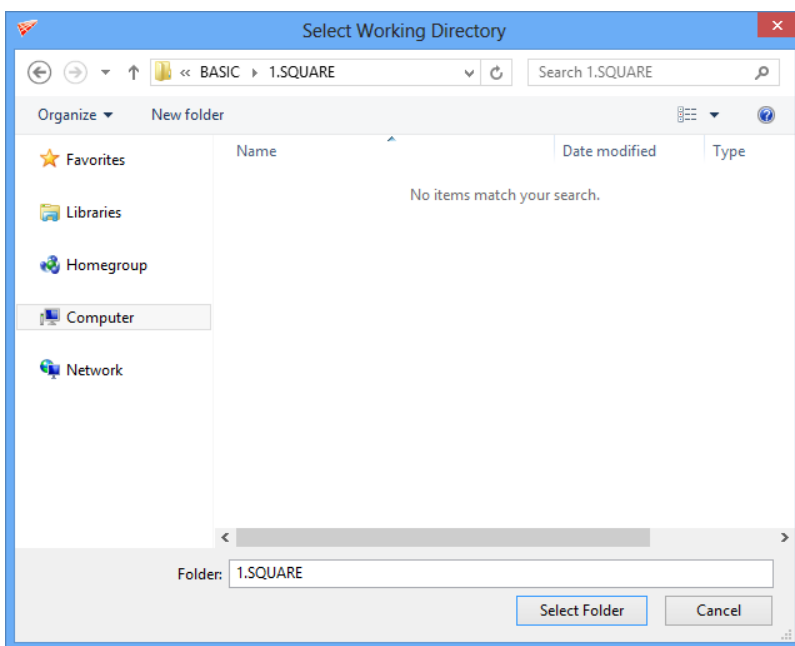 Select Working Directory
« BASIC 1.SQUARE Search 1.SQUARE
Organize New folder
Name Date modified Type
Favorites
No items match your search.
Libraries
Homegroup
Computer
Network
Folder: 1.SQUARE
Select Folder Cancel